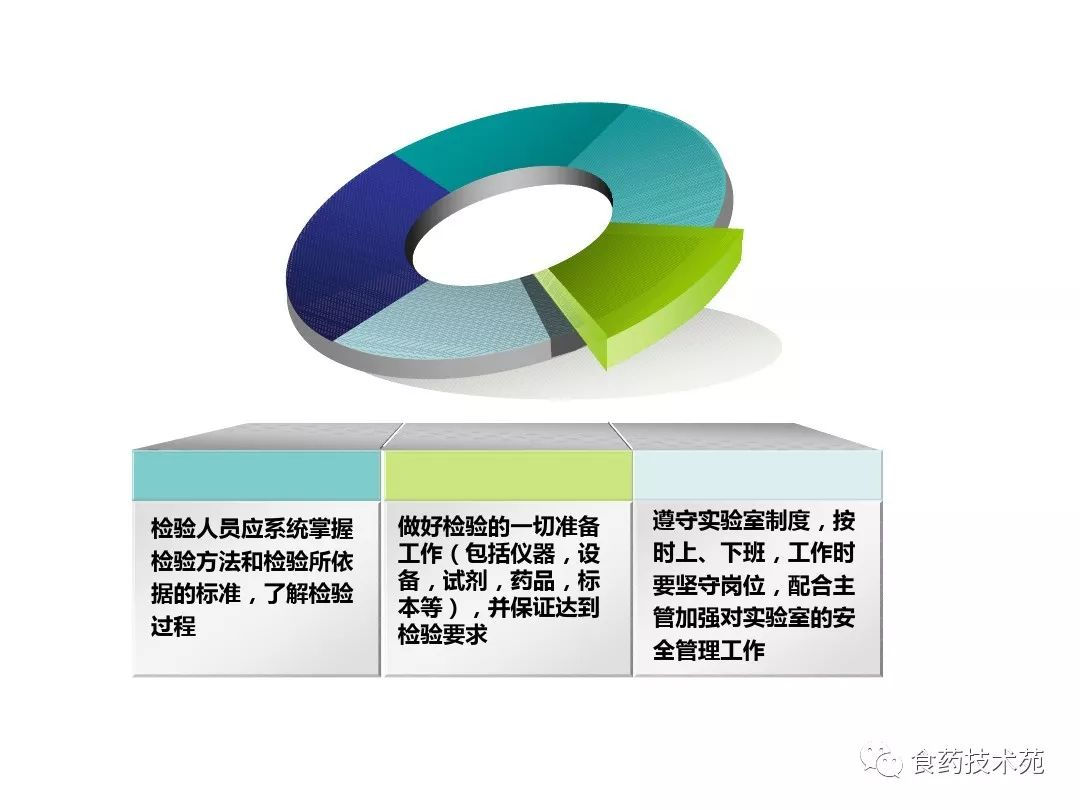 检验人员应系统掌握
检验方法和检验所依
据的标准，了解检验
过程
做好检验的一切准备
工作（包括仪器，设
备，试剂，药品，标
本等），并保证达到
检验要求
遵守实验室制度，按
时上、下班，工作时
要坚守岗位，配合主
管加强对实验室的安
全管理工作
食药技术苑